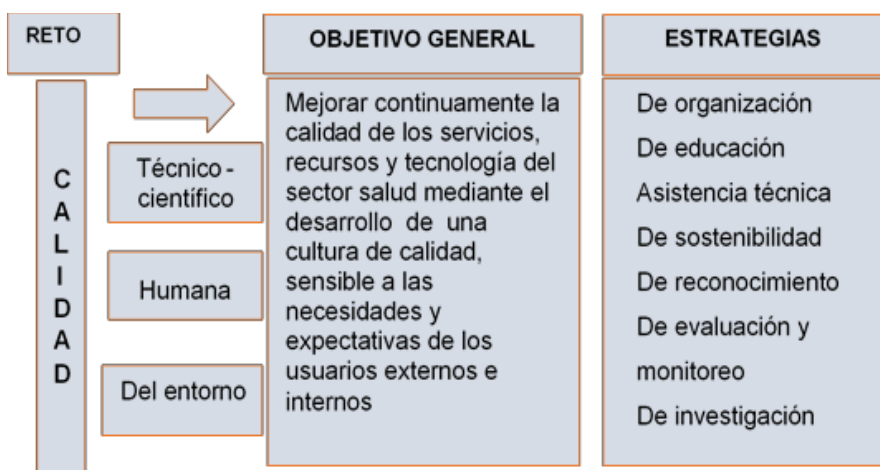 RETO
CALIDAD
Técnico -
científico
Humana
Del entorno
OBJETIVO GENERAL
Mejorar continuamente la
calidad de los servicios,
recursos y tecnología del
sector salud mediante el
desarrollo de una
cultura de calidad,
sensible a las
necesidades y
expectativas de los
usuarios externos e
internos
ESTRATEGIAS
De organización
De educación
Asistencia técnica
De sostenibilidad
De reconocimiento
De evaluación y
monitoreo
De investigación